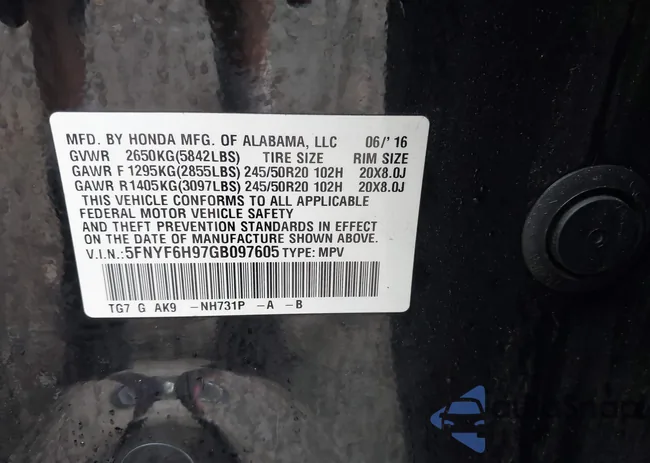 MFD. BY HONDA MFG. OF ALABAMA, LLC 06/'16
GVWR 2650KG(5842LBS) TIRE SIZE RIM SIZE
GAWR F 1295KG(2855LBS) 245/50R20 102H 20X8.0J
GAWR R1405KG(3097LBS) 245/50R20 102H 20X8.0J
THIS VEHICLE CONFORMS TO ALL APPLICABLE
FEDERAL MOTOR VEHICLE SAFETY
AND THEFT PREVENTION STANDARDS IN EFFECT
ON THE DATE OF MANUFACTURE SHOWN ABOVE.
V.I.N.:5FNYF6H97GB097605 TYPE: MPV
TG7 G AK9 -NH731P -A -B